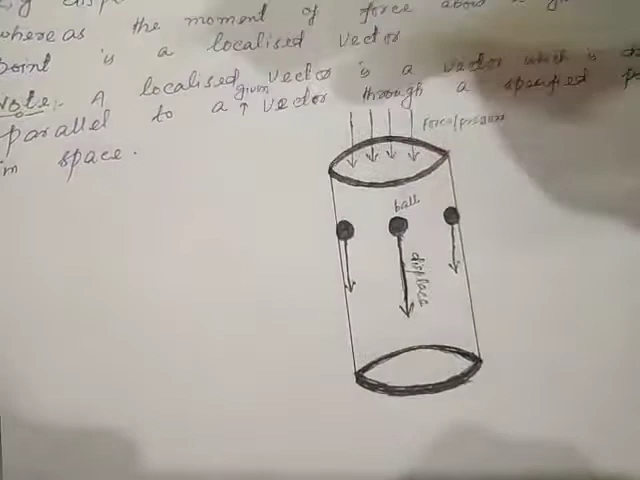 where as the moment of force about
point is a localised vector
Note:- A localised vector is a vector which is
parallel to a given vector through a specified
in space.
force/pressure
ball
displace